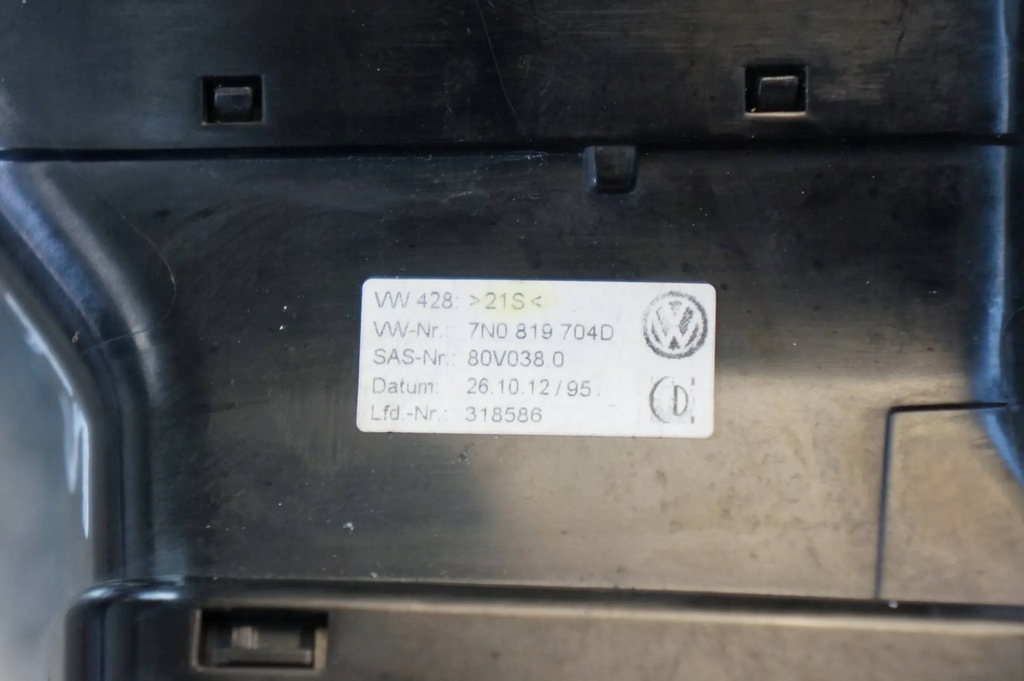 VW 428: >21S<
VW-Nr.: 7N0 819 704D
SAS-Nr.: 80V038.0
Datum: 26.10.12/95.
Lfd.-Nr.: 318586